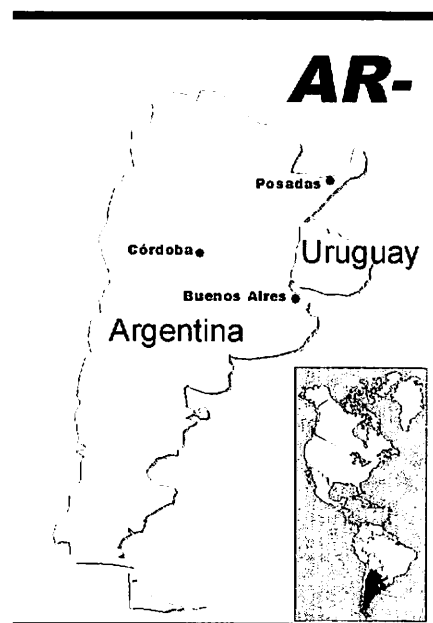 AR-
Posadas
Córdoba
Uruguay
Buenos Aires
Argentina